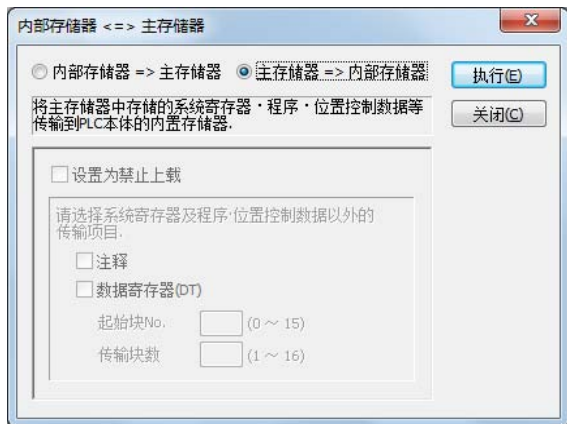 内部存储器 <=> 主存储器
内部存储器 => 主存储器
主存储器 => 内部存储器
执行(E)
将主存储器中存储的系统寄存器・程序・位置控制数据等
传输到PLC本体的内置存储器.
关闭(C)
设置为禁止上载
请选择系统寄存器及程序·位置控制数据以外的
传输项目.
注释
数据寄存器(DT)
起始块No. (0 ～ 15)
传输块数 (1 ～ 16)